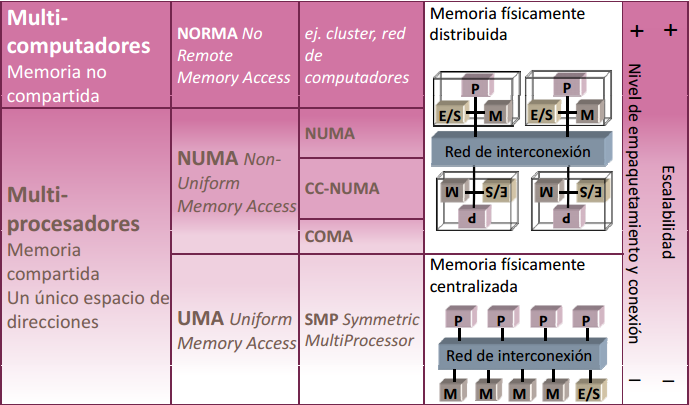 Multi-
computadores
Memoria no
compartida
NORMA No
Remote
Memory Access
ej. cluster, red
de
computadores
Memoria físicamente
distribuida
P
P
E/S
M
E/S
M
Red de interconexión
M
E/S
M
E/S
P
P
Multi-
procesadores
Memoria
compartida
Un único espacio de
direcciones
NUMA Non-
Uniform
Memory Access
NUMA
CC-NUMA
COMA
UMA Uniform
Memory Access
SMP Symmetric
MultiProcessor
Memoria físicamente
centralizada
P
P
P
P
Red de interconexión
M
M
M
M
E/S
+
Nivel de empaquetamiento y conexión
–
+
Escalabilidad
–